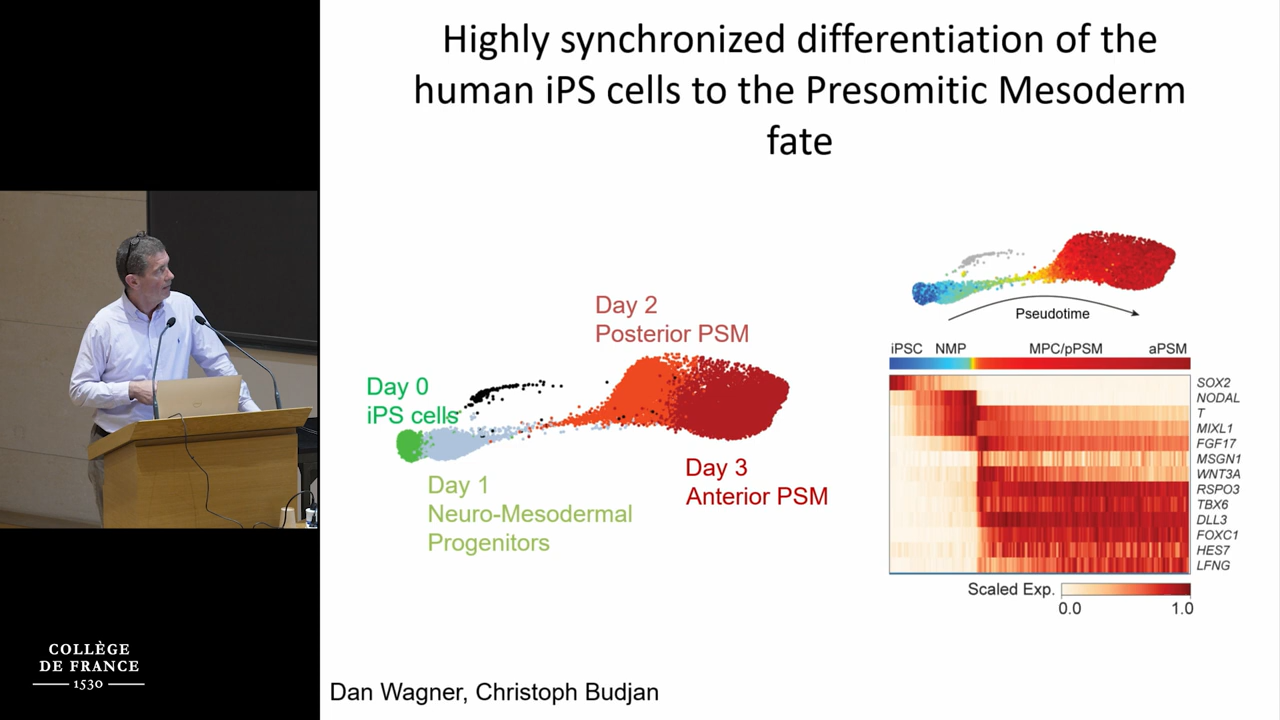 Highly synchronized differentiation of the
human iPS cells to the Presomitic Mesoderm
fate
Day 2
Posterior PSM
Day 0
iPS cells
Day 3
Anterior PSM
Day 1
Neuro-Mesodermal
Progenitors
Pseudotime
iPSC NMP MPC/pPSM aPSM
SOX2
NODAL
T
MIXL1
FGF17
MSGN1
WNT3A
RSPO3
TBX6
DLL3
FOXC1
HES7
LFNG
Scaled Exp.
0.0 1.0
COLLÈGE
DE FRANCE
1530
Dan Wagner, Christoph Budjan